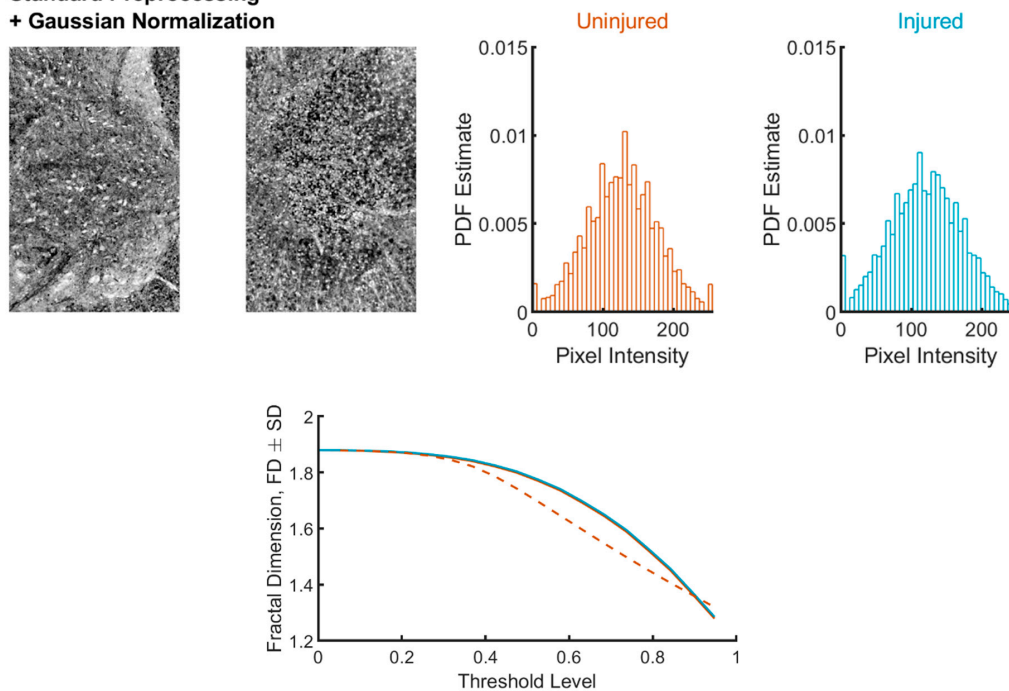 + Gaussian Normalization
Uninjured
Injured
0.015
0.01
0.005
0
PDF Estimate
0 100 200
Pixel Intensity
0.015
0.01
0.005
0
PDF Estimate
0 100 200
Pixel Intensity
2
1.8
1.6
1.4
1.2
Fractal Dimension, FD ± SD
0 0.2 0.4 0.6 0.8 1
Threshold Level